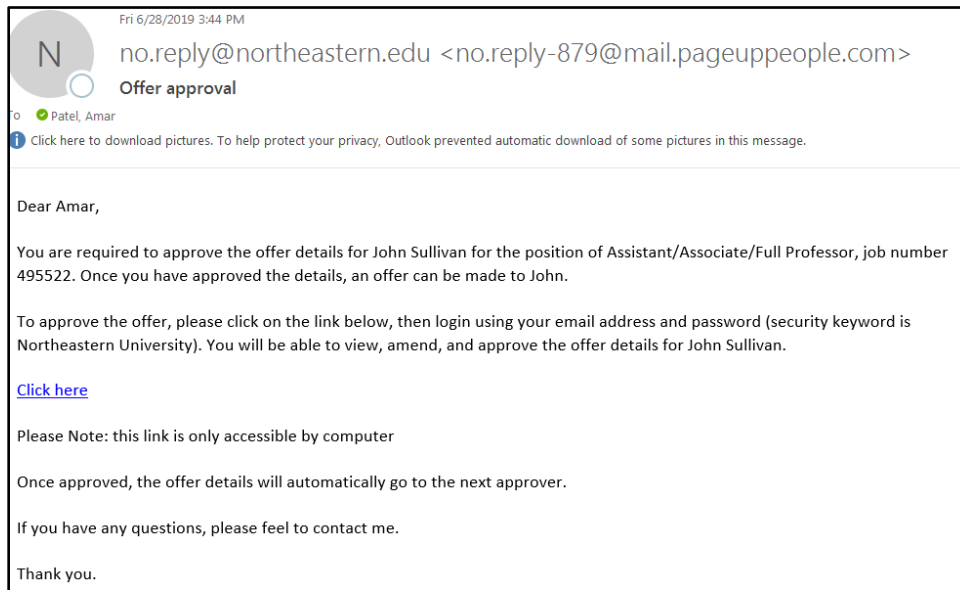 Fri 6/28/2019 3:44 PM
N
no.reply@northeastern.edu <no.reply-879@mail.pageuppeople.com>
Offer approval
To Patel, Amar
Click here to download pictures. To help protect your privacy, Outlook prevented automatic download of some pictures in this message.
Dear Amar,
You are required to approve the offer details for John Sullivan for the position of Assistant/Associate/Full Professor, job number
495522. Once you have approved the details, an offer can be made to John.
To approve the offer, please click on the link below, then login using your email address and password (security keyword is
Northeastern University). You will be able to view, amend, and approve the offer details for John Sullivan.
Click here
Please Note: this link is only accessible by computer
Once approved, the offer details will automatically go to the next approver.
If you have any questions, please feel to contact me.
Thank you.